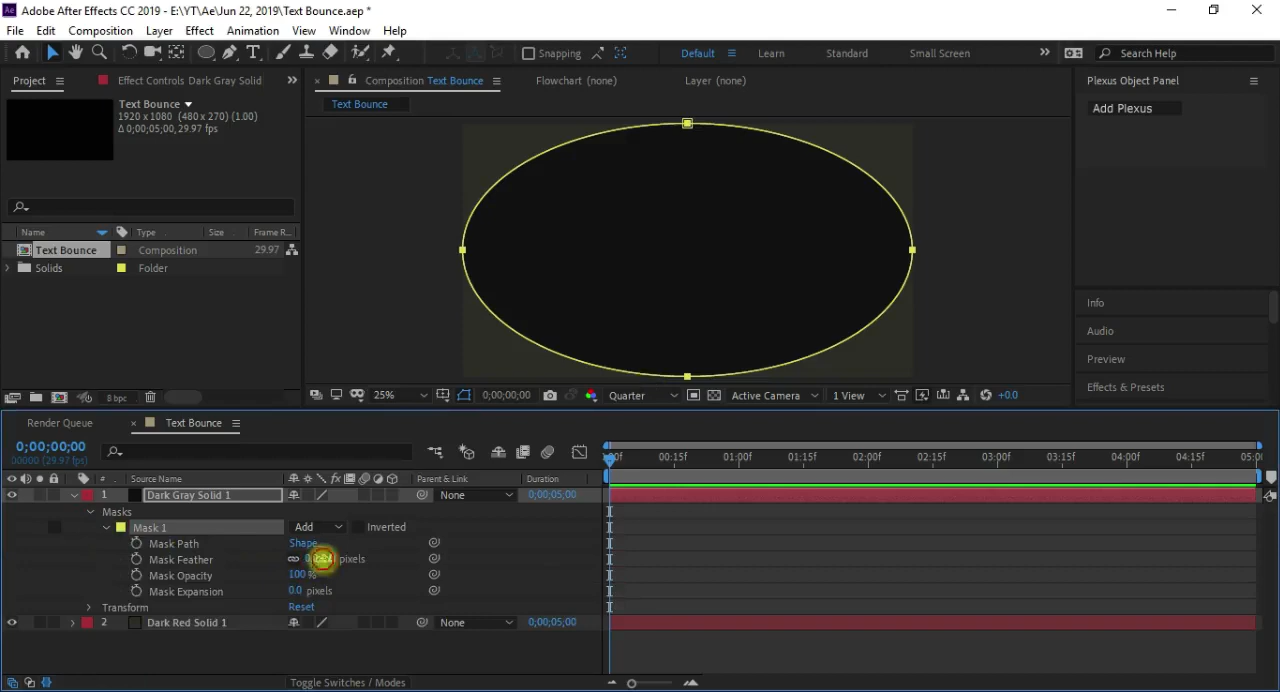 Adobe After Effects CC 2019 - E:\YT\Ae\Jun 22, 2019\Text Bounce.aep *
File Edit Composition Layer Effect Animation View Window Help
Snapping Default Learn Standard Small Screen Search Help
Project Effect Controls Dark Gray Solid 1
Composition Text Bounce Flowchart (none) Layer (none)
Plexus Object Panel
Text Bounce
1920 x 1080 (480 x 270) (1.00)
Δ 0;00;05;00, 29.97 fps
Text Bounce
Add Plexus
Name Type Size Frame R...
Text Bounce Composition 29.97
Solids Folder
Info
Audio
Preview
Effects & Presets
8 bpc
25% 0;00;00;00 Quarter Active Camera 1 View +0.0
Render Queue Text Bounce
0;00;00;00
00000 (29.97 fps)
# Source Name Parent & Link Duration
:00f 00:15f 01:00f 01:15f 02:00f 02:15f 03:00f 03:15f 04:00f 04:15f 05:0
1 Dark Gray Solid 1 None 0;00;05;00
Masks
Mask 1 Add Inverted
Mask Path Shape...
Mask Feather pixels
Mask Opacity 100 %
Mask Expansion 0.0 pixels
Transform Reset
2 Dark Red Solid 1 None 0;00;05;00
Toggle Switches / Modes